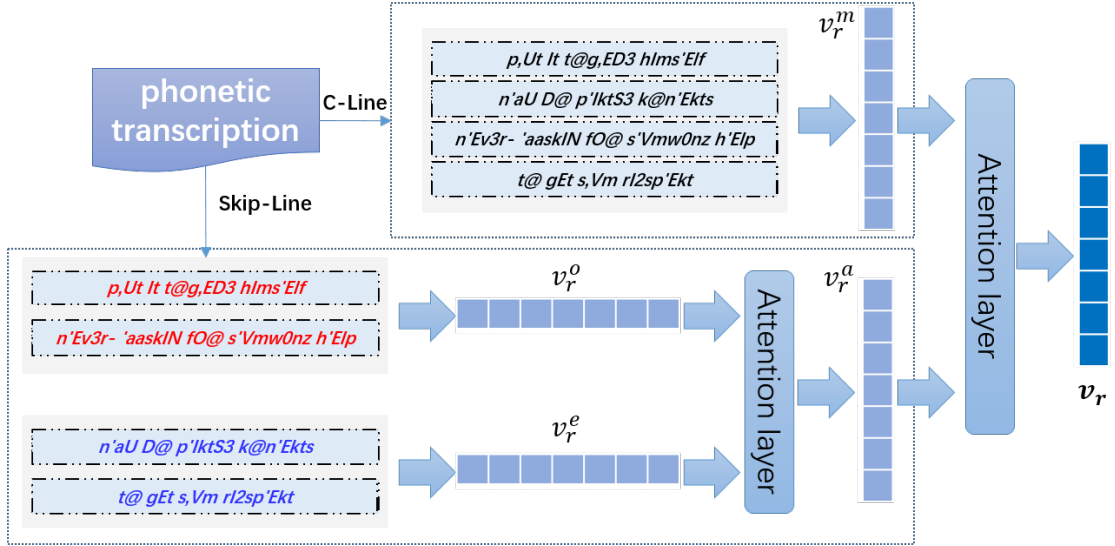 phonetic
transcription
C-Line
Skip-Line
p,Ut It t@g,ED3 hIms'Elf
n'aU D@ p'IktS3 k@n'Ekts
n'Ev3r- 'aaskIN fO@ s'Vmw0nz h'Elp
t@ gEt s,Vm rI2sp'Ekt
v_r^m
p,Ut It t@g,ED3 hIms'Elf
n'Ev3r- 'aaskIN fO@ s'Vmw0nz h'Elp
v_r^o
n'aU D@ p'IktS3 k@n'Ekts
t@ gEt s,Vm rI2sp'Ekt
v_r^e
Attention layer
v_r^a
Attention layer
v_r